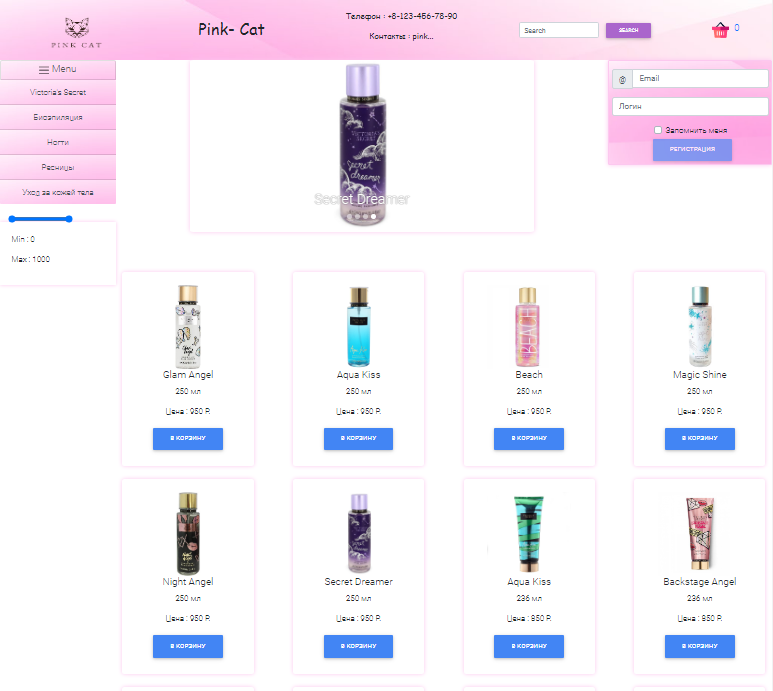 PINK CAT
Pink- Cat
Телефон : +8-123-456-78-90
Контакты : pink...
Search
SEARCH
0
Menu
Victoria's Secret
Биоэпиляция
Ногти
Ресницы
Уход за кожей тела
Min : 0
Max : 1000
Secret Dreamer
@ Email
Логин
Запомнить меня
РЕГИСТРАЦИЯ
Glam Angel
250 мл
Цена : 950 Р.
В КОРЗИНУ
Aqua Kiss
250 мл
Цена : 950 Р.
В КОРЗИНУ
Beach
250 мл
Цена : 950 Р.
В КОРЗИНУ
Magic Shine
250 мл
Цена : 950 Р.
В КОРЗИНУ
Night Angel
250 мл
Цена : 950 Р.
В КОРЗИНУ
Secret Dreamer
250 мл
Цена : 950 Р.
В КОРЗИНУ
Aqua Kiss
236 мл
Цена : 850 Р.
В КОРЗИНУ
Backstage Angel
236 мл
Цена : 850 Р.
В КОРЗИНУ